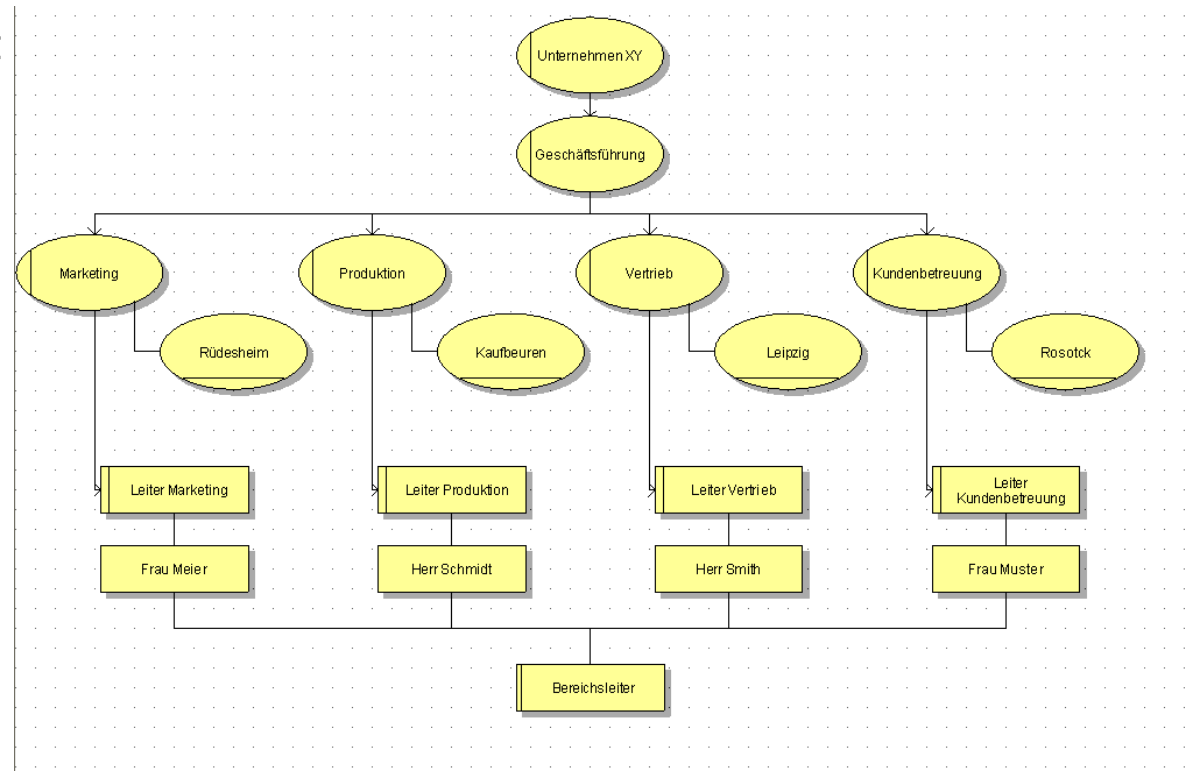 Unternehmen XY
Geschäftsführung
Marketing
Produktion
Vertrieb
Kundenbetreuung
Rüdesheim
Kaufbeuren
Leipzig
Rosotck
Leiter Marketing
Leiter Produktion
Leiter Vertrieb
Leiter
Kundenbetreuung
Frau Meier
Herr Schmidt
Herr Smith
Frau Muster
Bereichsleiter